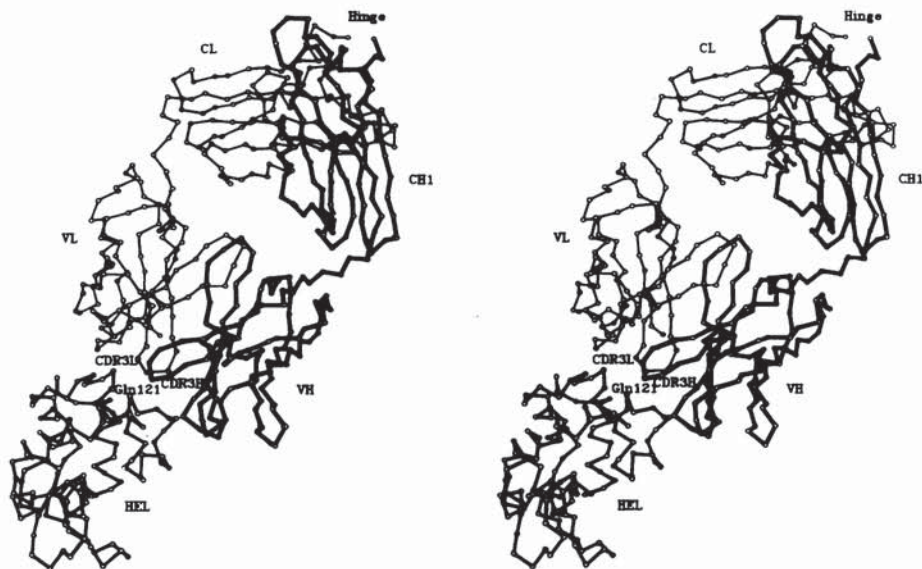 Hinge
CL
CH1
VL
CDR3L
Gln121
CDR3H
VH
HEL
Hinge
CL
CH1
VL
CDR3L
Gln121
CDR3H
VH
HEL